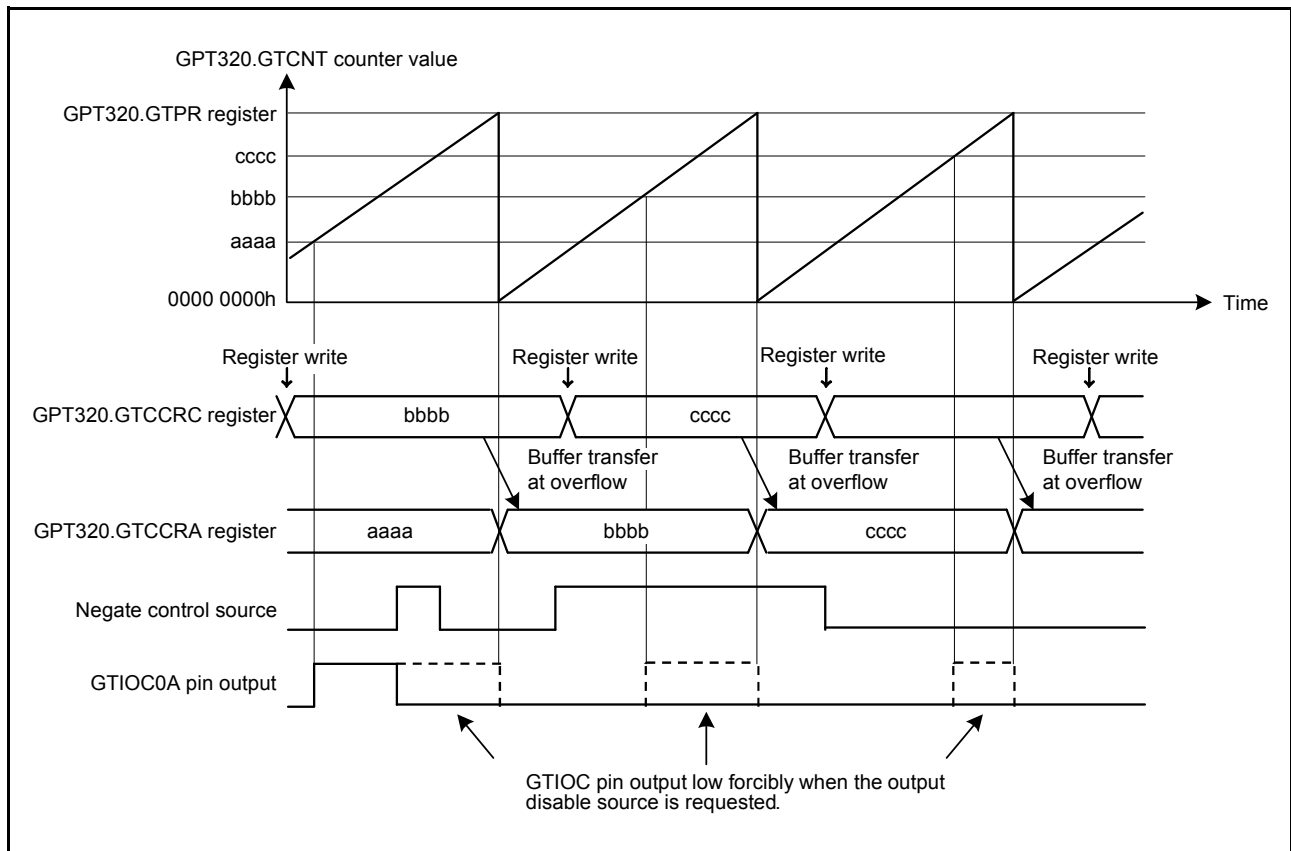 GPT320.GTCNT counter value
GPT320.GTPR register
cccc
bbbb
aaaa
0000 0000h
Time
Register write
Register write
Register write
Register write
GPT320.GTCCRC register
bbbb
cccc
Buffer transfer
at overflow
Buffer transfer
at overflow
Buffer transfer
at overflow
GPT320.GTCCRA register
aaaa
bbbb
cccc
Negate control source
GTIOC0A pin output
GTIOC pin output low forcibly when the output
disable source is requested.